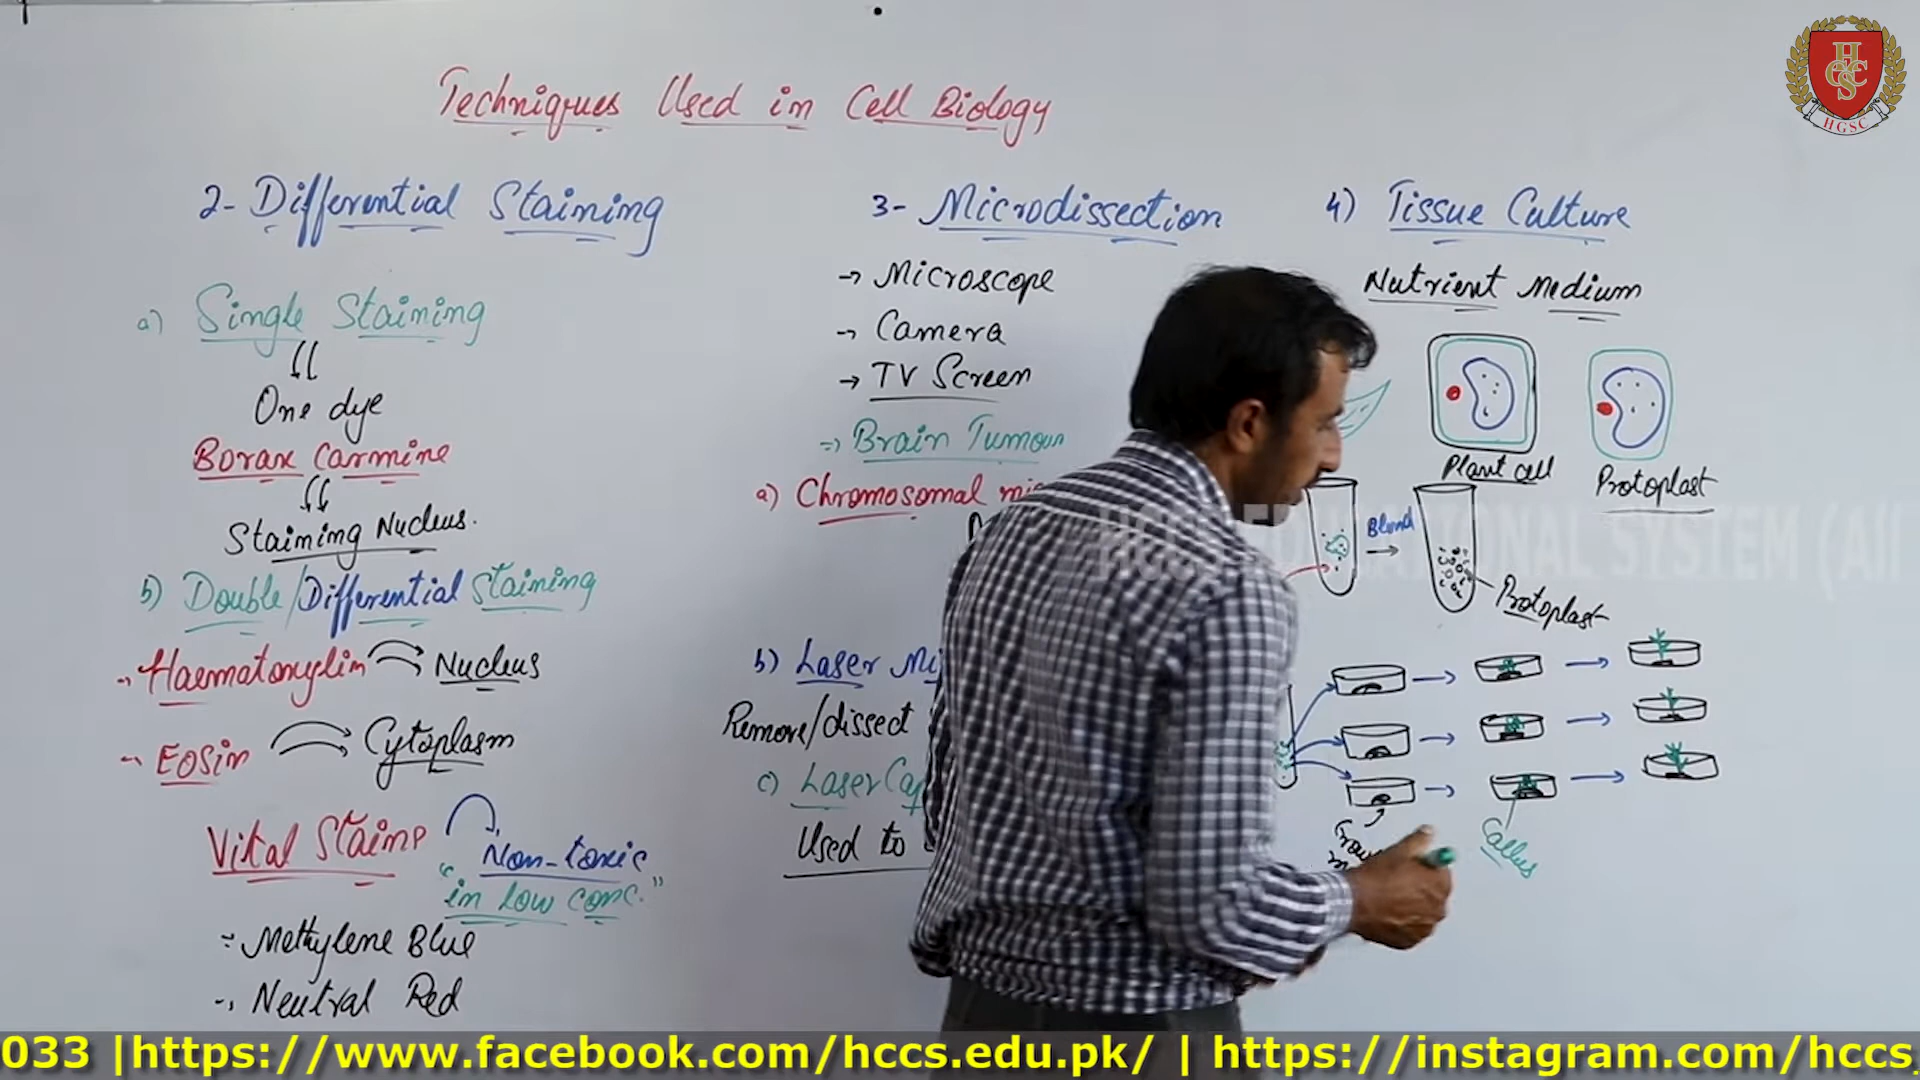 Techniques Used in Cell Biology
2- Differential Staining
a) Single Staining
One dye
Borax Carmine
Staining Nucleus.
b) Double/Differential Staining
Haematoxylin Nucleus
Eosin Cytoplasm
Vital Stains
Non-toxic
"in low conc."
Methylene Blue
Neutral Red
3- Microdissection
→ Microscope
→ Camera
→ TV Screen
⇒ Brain Tumour
a) Chromosomal
b) Laser
Remove/dissect
c) Laser
Used to
4) Tissue Culture
Nutrient Medium
Plant cell
Protoplast
Blend
Protoplast
Callus
HGSC
EDUCATIONAL SYSTEM
033 |https://www.facebook.com/hccs.edu.pk/ | https://instagram.com/hccs